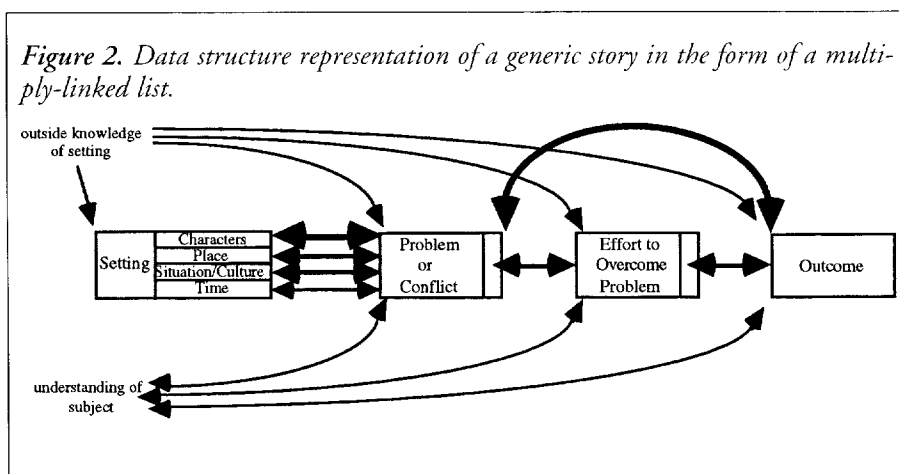 Figure 2. Data structure representation of a generic story in the form of a multi-
ply-linked list.
outside knowledge
of setting
Setting
Characters
Place
Situation/Culture
Time
Problem
or
Conflict
Effort to
Overcome
Problem
Outcome
understanding of
subject